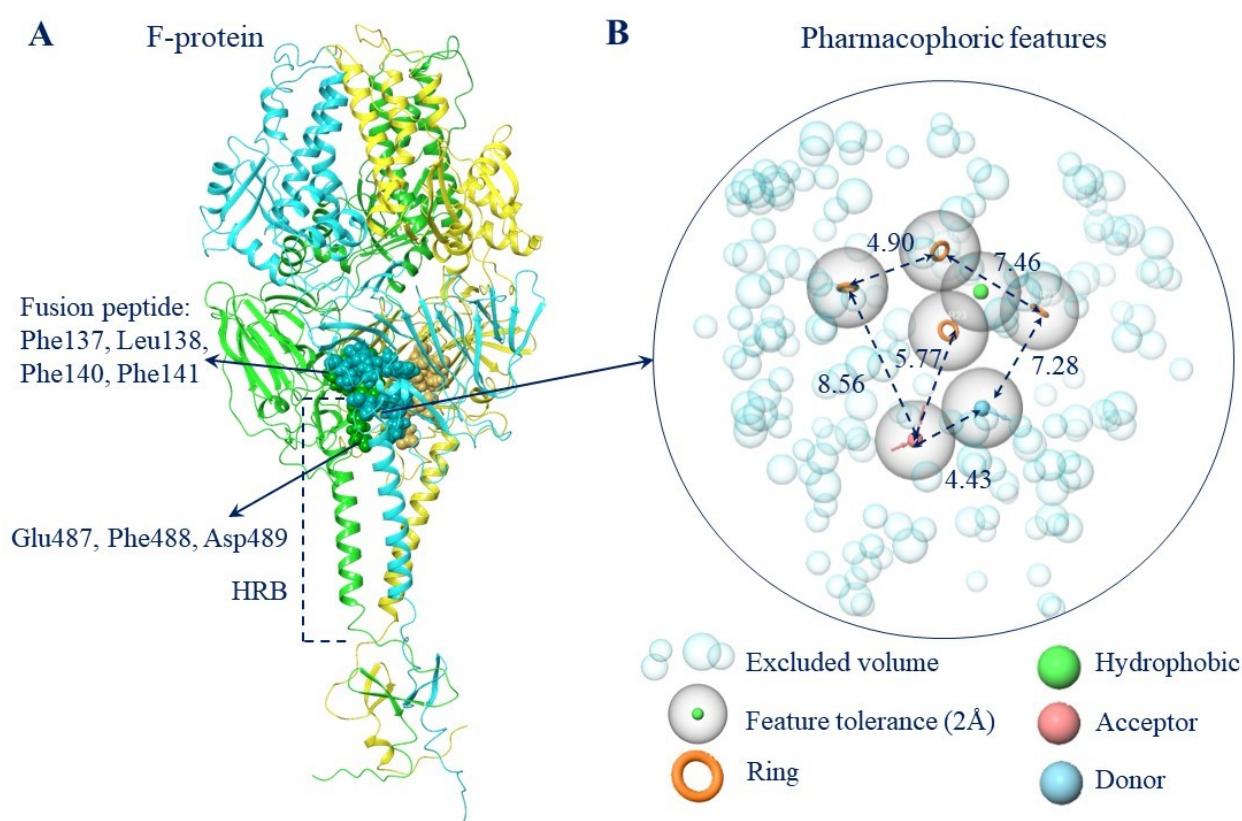 A
F-protein
B
Pharmacophoric features
Fusion peptide:
Phe137, Leu138,
Phe140, Phe141
Glu487, Phe488, Asp489
HRB
4.90
7.46
5.77
8.56
7.28
4.43
Excluded volume
Feature tolerance (2Å)
Ring
Hydrophobic
Acceptor
Donor